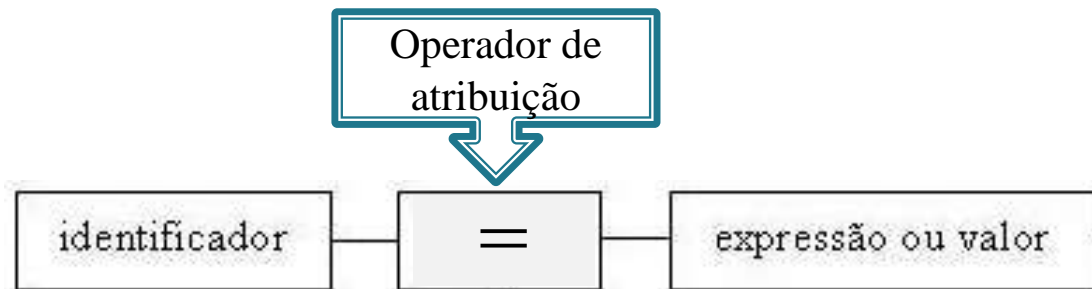 Operador de
atribuição
identificador = expressão ou valor